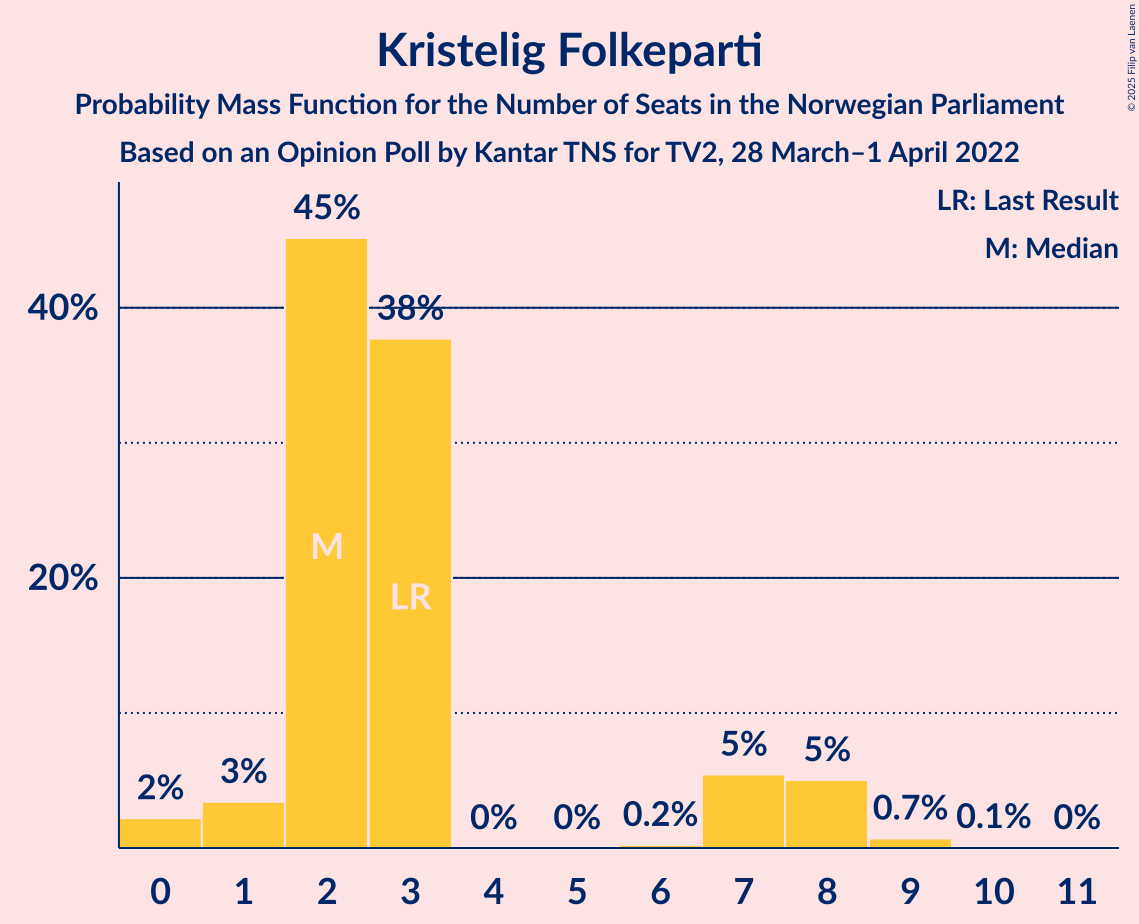 Kristelig Folkeparti
Probability Mass Function for the Number of Seats in the Norwegian Parliament
Based on an Opinion Poll by Kantar TNS for TV2, 28 March–1 April 2022
© 2025 Filip van Laenen
LR: Last Result
M: Median
45%
38%
40%
20%
M
LR
2%
3%
0%
0%
0.2%
5%
5%
0.7%
0.1%
0%
0 1 2 3 4 5 6 7 8 9 10 11